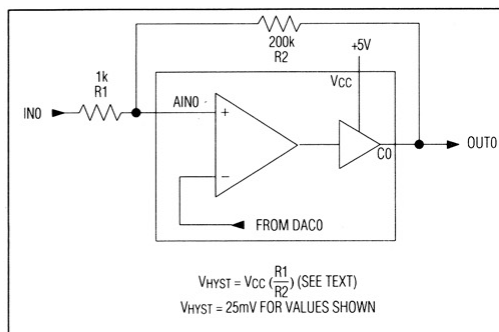 200k
R2
+5V
1k
R1
VCC
IN0
AIN0
+
C0
OUT0
−
FROM DAC0
VHYST = VCC (R1/R2) (SEE TEXT)
VHYST = 25mV FOR VALUES SHOWN